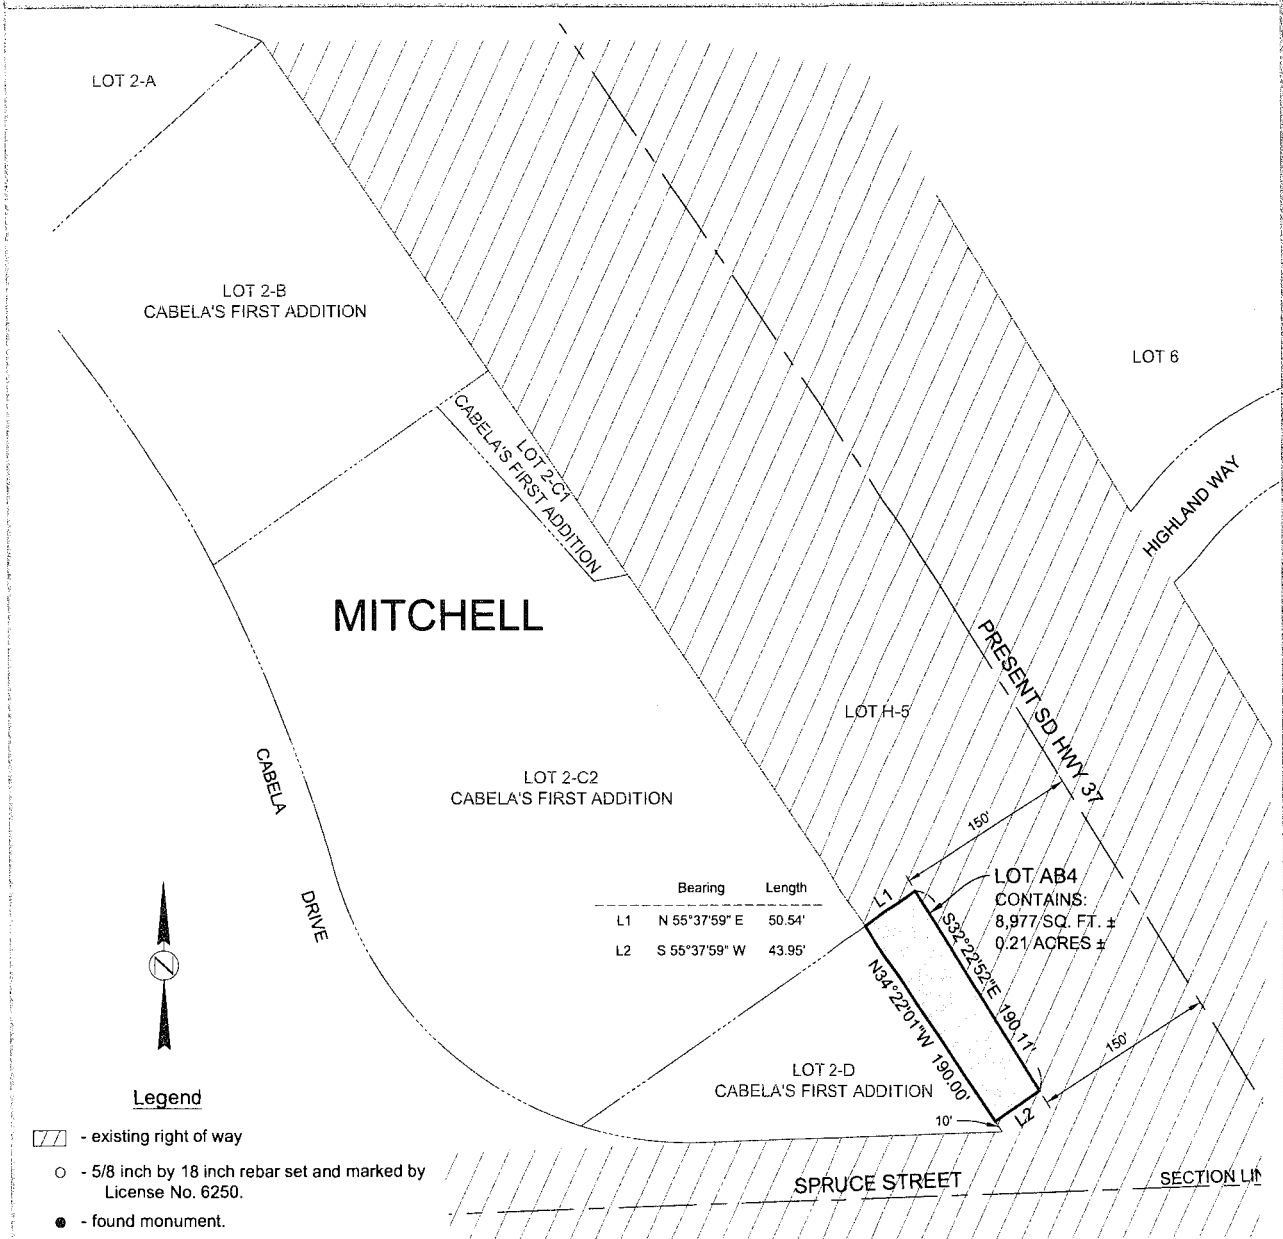 LOT 2-A
LOT 2-B
CABELA'S FIRST ADDITION
LOT 6
LOT 2-C1
CABELA'S FIRST ADDITION
HIGHLAND WAY
MITCHELL
PRESENT SD HWY 37
LOT H-5
CABELA
DRIVE
LOT 2-C2
CABELA'S FIRST ADDITION
150'
Bearing Length
L1 N 55°37'59" E 50.54'
L2 S 55°37'59" W 43.95'
L1
LOT AB4
CONTAINS:
8,977 SQ. FT. ±
0.21 ACRES ±
S32°22'52"E 190.11'
N34°22'01"W 190.00'
150'
N
LOT 2-D
CABELA'S FIRST ADDITION
10'
L2
Legend
- existing right of way
- 5/8 inch by 18 inch rebar set and marked by
License No. 6250.
- found monument.
SPRUCE STREET
SECTION LIN